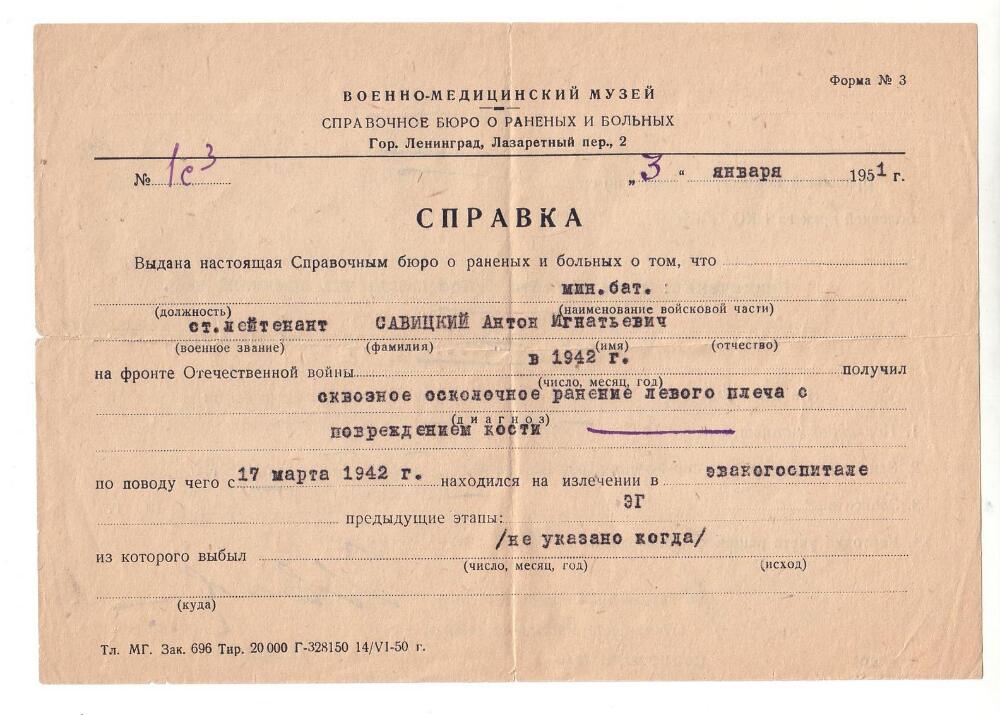 Форма № 3
ВОЕННО-МЕДИЦИНСКИЙ МУЗЕЙ
СПРАВОЧНОЕ БЮРО О РАНЕНЫХ И БОЛЬНЫХ
Гор. Ленинград, Лазаретный пер., 2
№ 1с3 „3“ января 1951 г.
СПРАВКА
Выдана настоящая Справочным бюро о раненых и больных о том, что
мин.бат.
(должность) (наименование войсковой части)
ст.лейтенант САВИЦКИЙ Антон Игнатьевич
(военное звание) (фамилия) (имя) (отчество)
в 1942 г.
на фронте Отечественной войны получил
(число, месяц, год)
сквозное осколочное ранение левого плеча с
(диагноз)
повреждением кости
по поводу чего с 17 марта 1942 г. находился на излечении в эвакогоспитале
ЭГ
предыдущие этапы:
/не указано когда/
из которого выбыл
(число, месяц, год) (исход)
(куда)
Тл. МГ. Зак. 696 Тир. 20 000 Г-328150 14/VI-50 г.